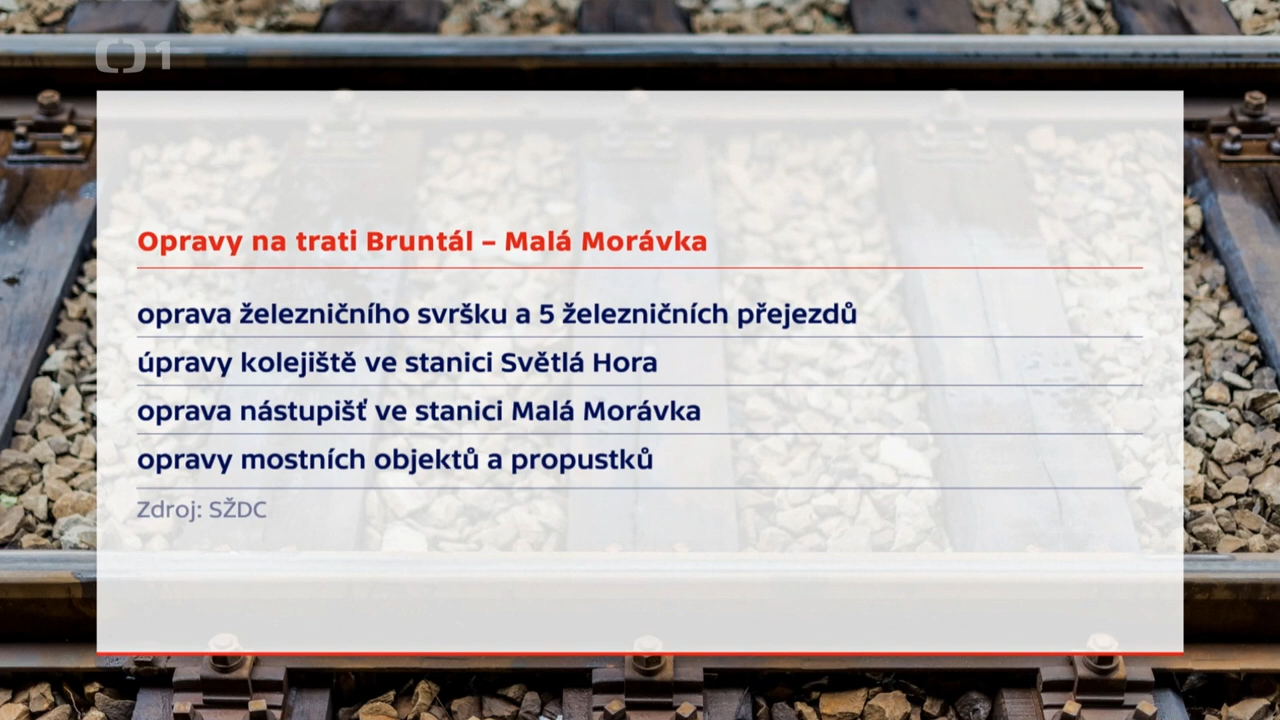 1
Opravy na trati Bruntál – Malá Morávka
oprava železničního svršku a 5 železničních přejezdů
úpravy kolejiště ve stanici Světlá Hora
oprava nástupišť ve stanici Malá Morávka
opravy mostních objektů a propustků
Zdroj: SŽDC